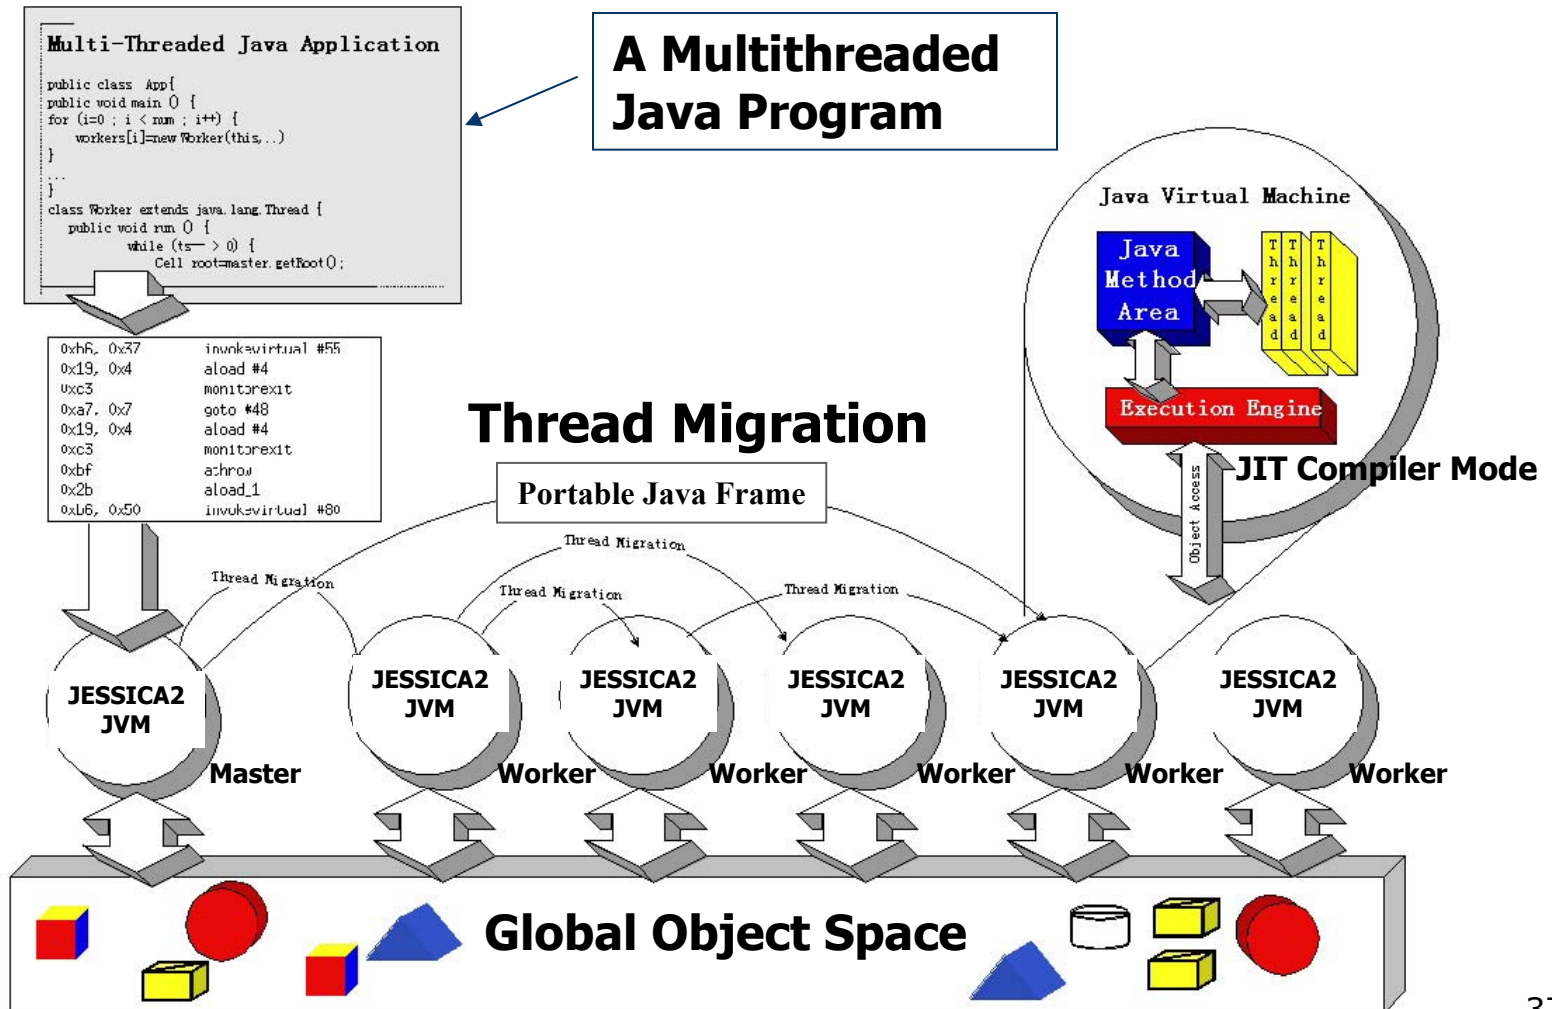 Multi-Threaded Java Application
public class App{
public void main () {
for (i=0 ; i < num ; i++) {
workers[i]=new Worker(this,..)
}
...
}
class Worker extends java.lang.Thread {
public void run () {
while (ts-- > 0) {
Cell root=master.getRoot();
A Multithreaded
Java Program
0xb6, 0x37 invokevirtual #55
0x19, 0x4 aload #4
0xc3 monitorexit
0xa7, 0x7 goto #48
0x19, 0x4 aload #4
0xc3 monitorexit
0xbf athrow
0x2b aload_1
0xb6, 0x50 invokevirtual #80
Java Virtual Machine
Java
Method
Area
Thread
Thread
Thread
Execution Engine
JIT Compiler Mode
Object Access
Thread Migration
Portable Java Frame
Thread Migration
Thread Migration
Thread Migration
Thread Migration
JESSICA2
JVM
Master
JESSICA2
JVM
Worker
JESSICA2
JVM
Worker
JESSICA2
JVM
Worker
JESSICA2
JVM
Worker
JESSICA2
JVM
Worker
Global Object Space